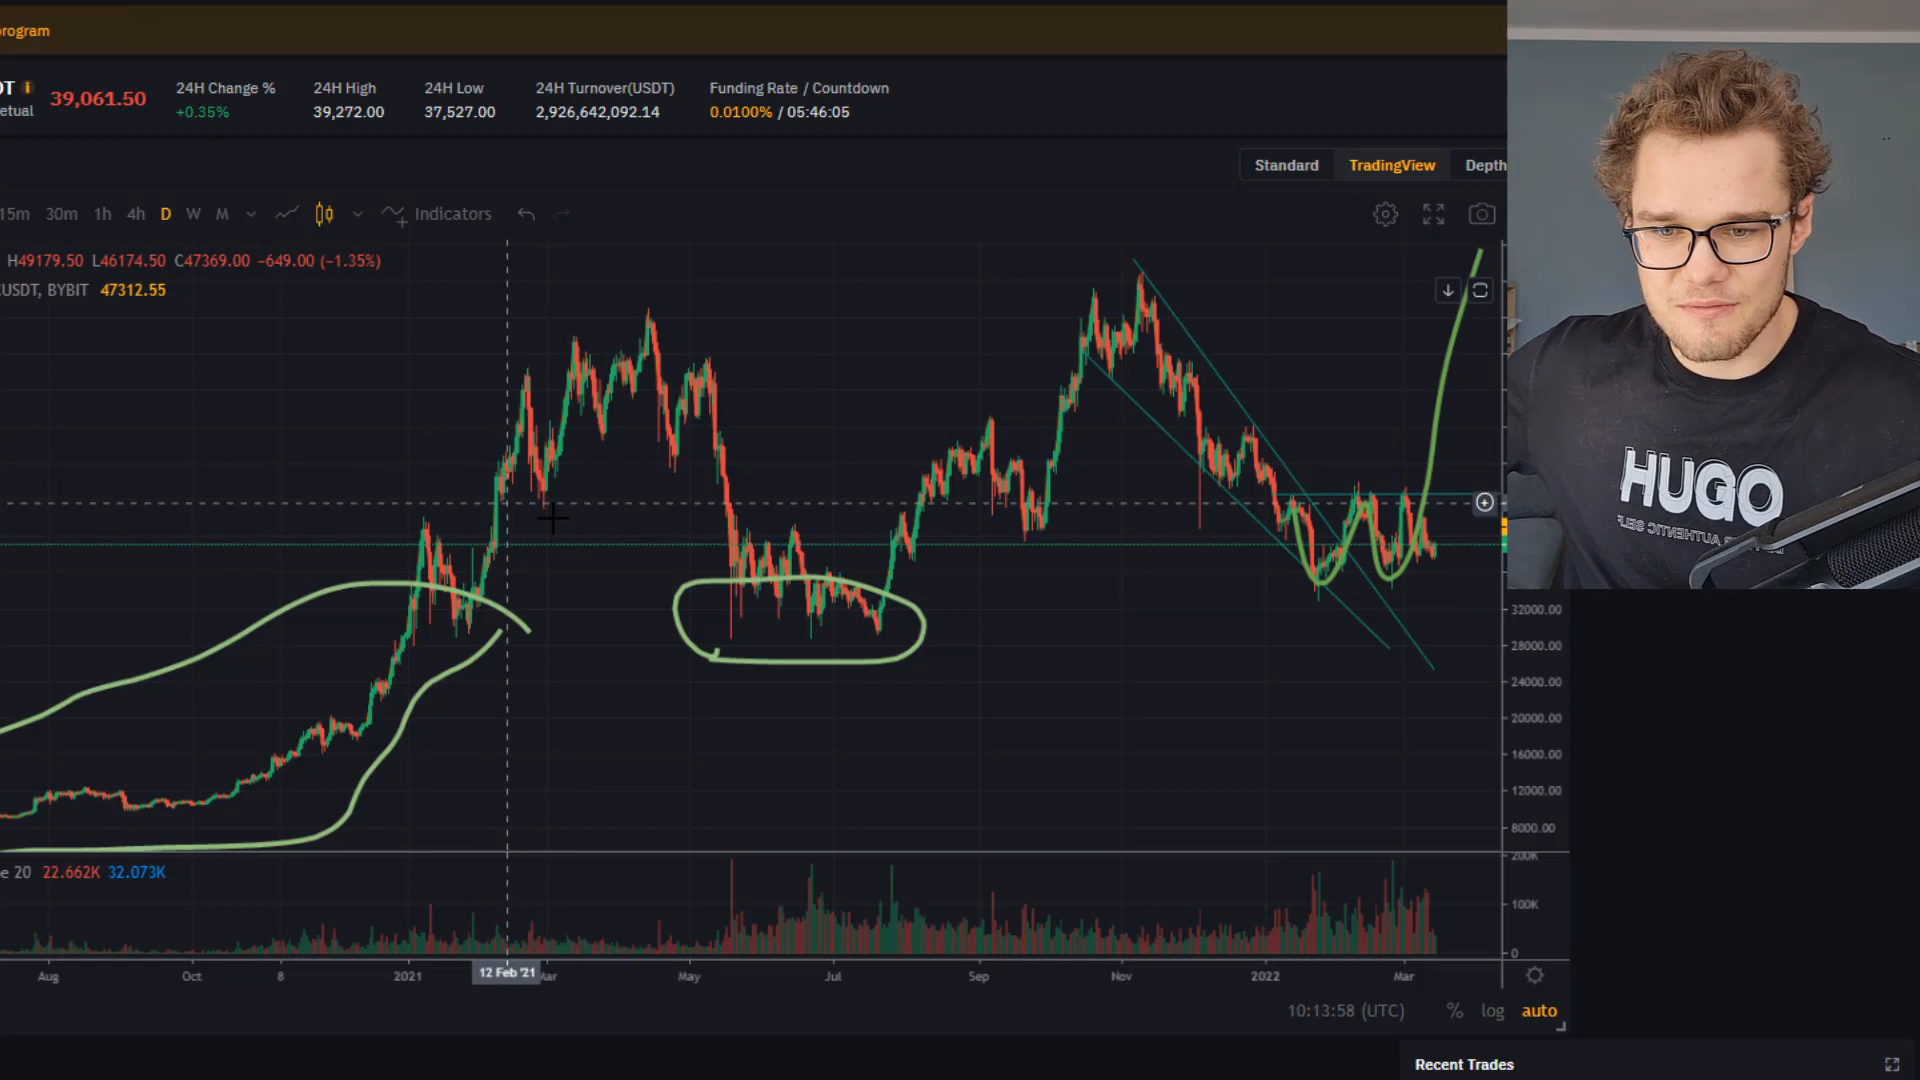 program
DT
39,061.50
etual
24H Change %
+0.35%
24H High
39,272.00
24H Low
37,527.00
24H Turnover(USDT)
2,926,642,092.14
Funding Rate / Countdown
0.0100% / 05:46:05
Standard TradingView Depth
15m 30m 1h 4h D W M Indicators
H49179.50 L46174.50 C47369.00 −649.00 (−1.35%)
USDT, BYBIT 47312.55
HUGO
32000.00
28000.00
24000.00
20000.00
16000.00
12000.00
8000.00
e 20 22.662K 32.073K
200K
100K
0
Aug Oct 8 2021 12 Feb '21 Mar May Jul Sep Nov 2022 Mar
10:13:58 (UTC) % log auto
Recent Trades